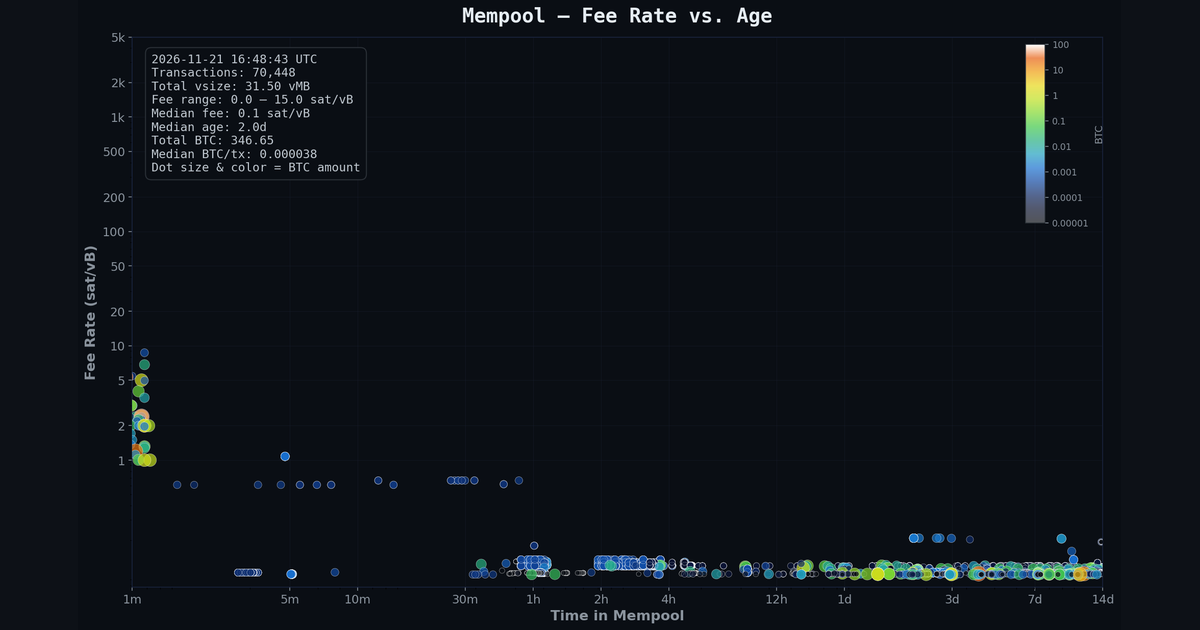 Mempool — Fee Rate vs. Age
2026-11-21 16:48:43 UTC
Transactions: 70,448
Total vsize: 31.50 vMB
Fee range: 0.0 – 15.0 sat/vB
Median fee: 0.1 sat/vB
Median age: 2.0d
Total BTC: 346.65
Median BTC/tx: 0.000038
Dot size & color = BTC amount
5k
2k
1k
500
200
100
50
20
10
5
2
1
Fee Rate (sat/vB)
100
10
1
0.1
0.01
0.001
0.0001
0.00001
BTC
1m
5m
10m
30m
1h
2h
4h
12h
1d
3d
7d
14d
Time in Mempool